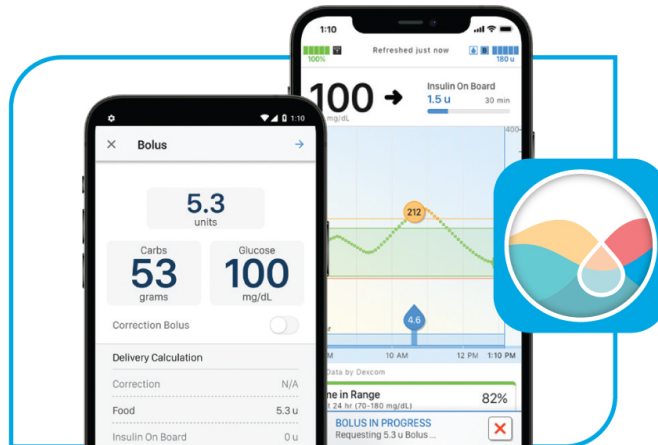 1:10
Bolus
5.3
units
Carbs
53
grams
Glucose
100
mg/dL
Correction Bolus
Delivery Calculation
Correction N/A
Food 5.3 u
Insulin On Board 0 u
1:10
Refreshed just now
100%
B
180 u
100
mg/dL
Insulin On Board
1.5 u 30 min
400
212
4.6
10 AM 12 PM 1:10 PM
Data by Dexcom
82%
24 hr (70-180 mg/dL)
in Range
BOLUS IN PROGRESS
Requesting 5.3 u Bolus ...